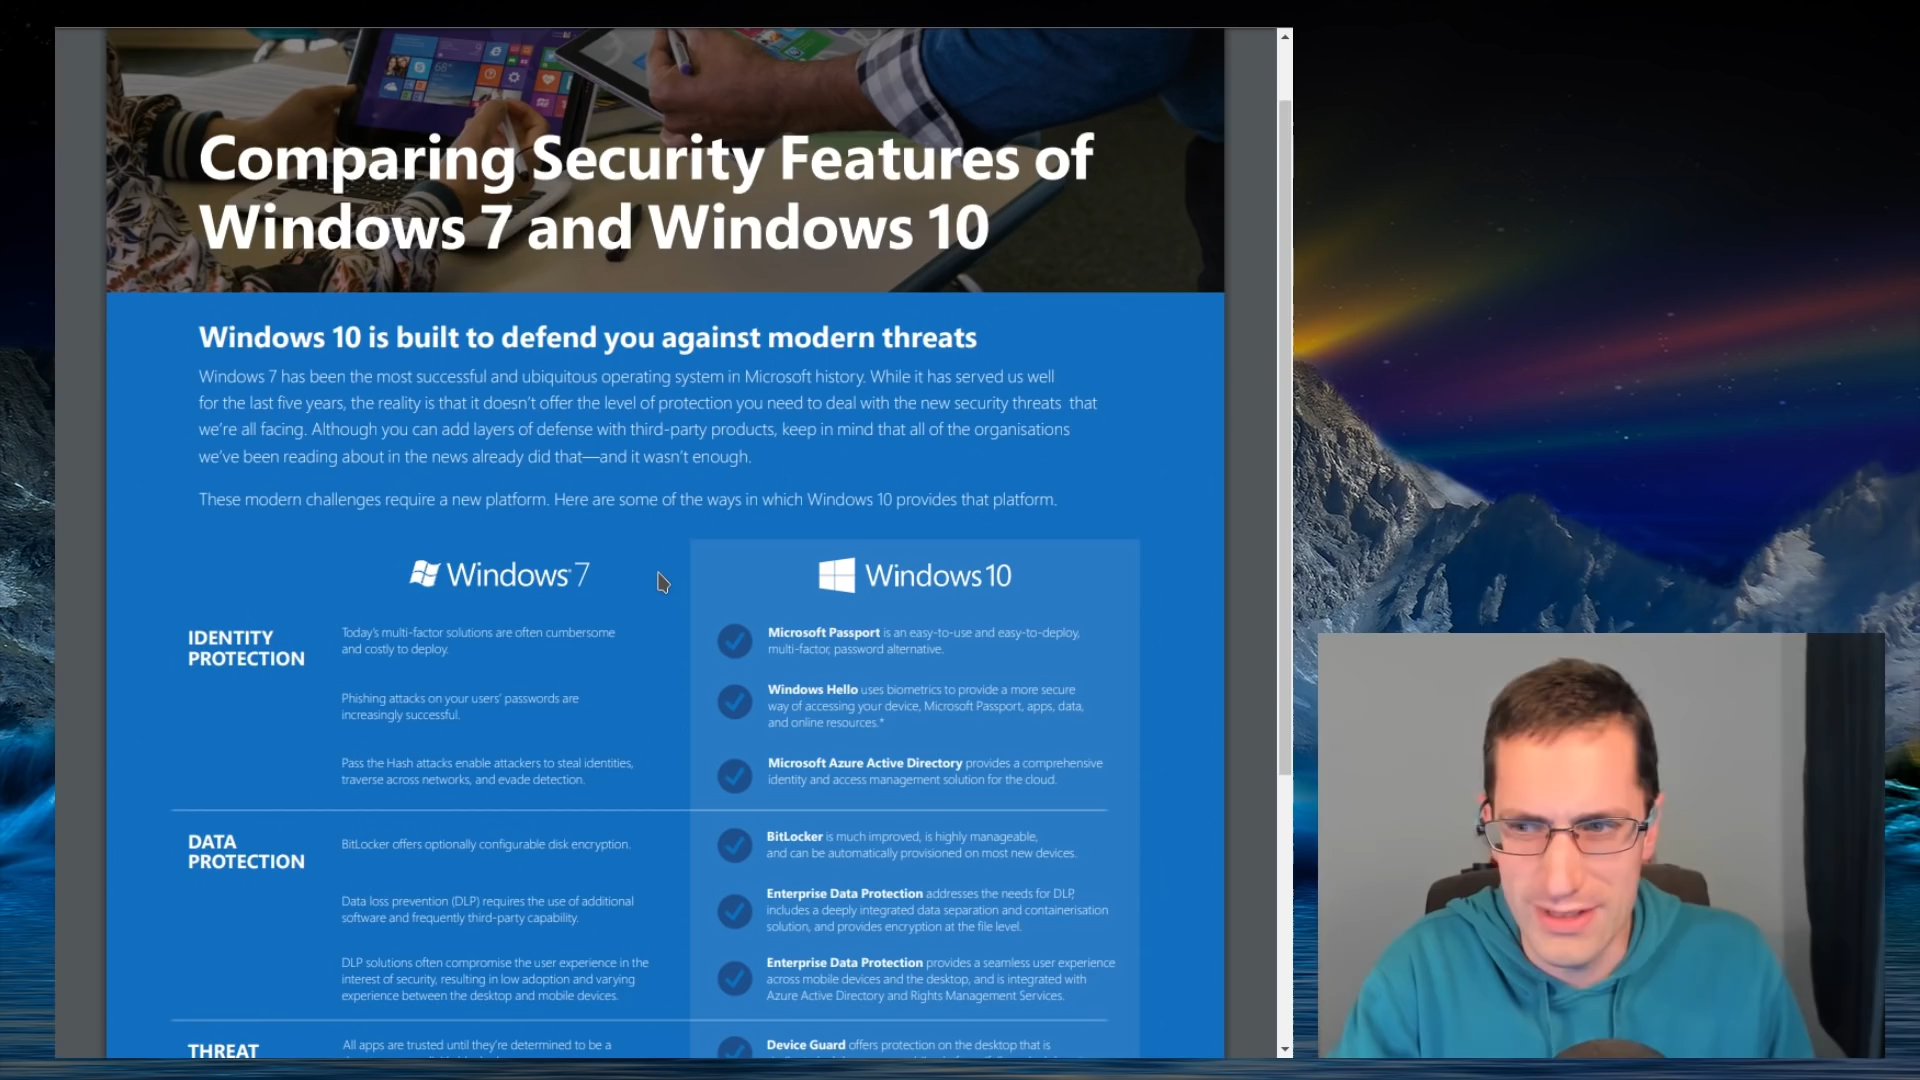 Comparing Security Features of
Windows 7 and Windows 10
Windows 10 is built to defend you against modern threats
Windows 7 has been the most successful and ubiquitous operating system in Microsoft history. While it has served us well
for the last five years, the reality is that it doesn't offer the level of protection you need to deal with the new security threats that
we're all facing. Although you can add layers of defense with third-party products, keep in mind that all of the organisations
we've been reading about in the news already did that—and it wasn't enough.
These modern challenges require a new platform. Here are some of the ways in which Windows 10 provides that platform.
Windows 7
Windows 10
IDENTITY
PROTECTION
Today's multi-factor solutions are often cumbersome
and costly to deploy.
Microsoft Passport is an easy-to-use and easy-to-deploy,
multi-factor, password alternative.
Phishing attacks on your users' passwords are
increasingly successful.
Windows Hello uses biometrics to provide a more secure
way of accessing your device, Microsoft Passport, apps, data,
and online resources.*
Pass the Hash attacks enable attackers to steal identities,
traverse across networks, and evade detection.
Microsoft Azure Active Directory provides a comprehensive
identity and access management solution for the cloud.
DATA
PROTECTION
BitLocker offers optionally configurable disk encryption.
BitLocker is much improved, is highly manageable,
and can be automatically provisioned on most new devices.
Data loss prevention (DLP) requires the use of additional
software and frequently third-party capability.
Enterprise Data Protection addresses the needs for DLP,
includes a deeply integrated data separation and containerisation
solution, and provides encryption at the file level.
DLP solutions often compromise the user experience in the
interest of security, resulting in low adoption and varying
experience between the desktop and mobile devices.
Enterprise Data Protection provides a seamless user experience
across mobile devices and the desktop, and is integrated with
Azure Active Directory and Rights Management Services.
THREAT
All apps are trusted until they're determined to be a
Device Guard offers protection on the desktop that is